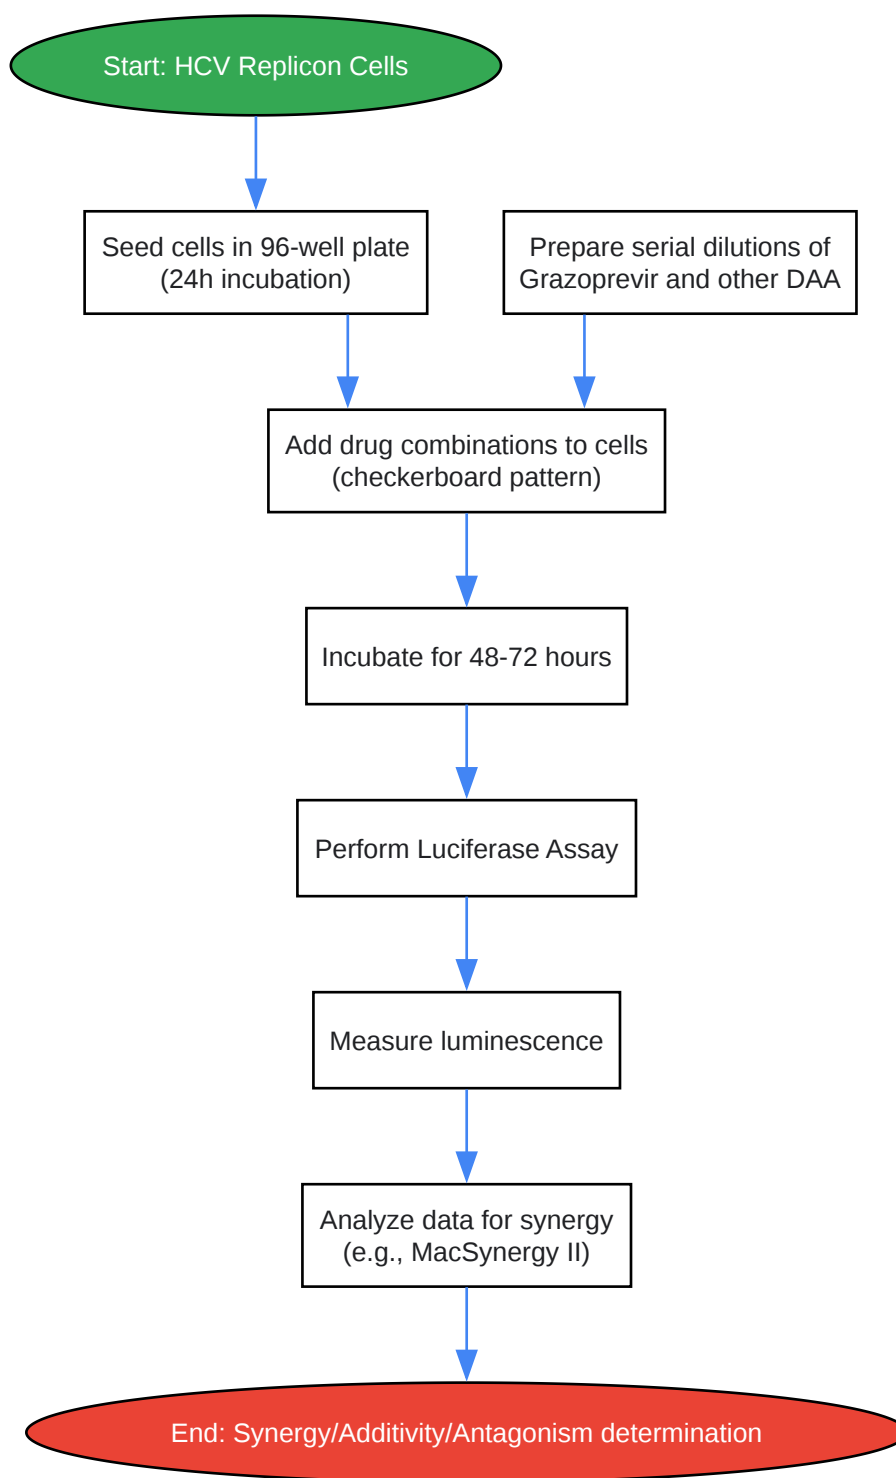 Start: HCV Replicon Cells
Seed cells in 96-well plate
(24h incubation)
Prepare serial dilutions of
Grazoprevir and other DAA
Add drug combinations to cells
(checkerboard pattern)
Incubate for 48-72 hours
Perform Luciferase Assay
Measure luminescence
Analyze data for synergy
(e.g., MacSynergy II)
End: Synergy/Additivity/Antagonism determination